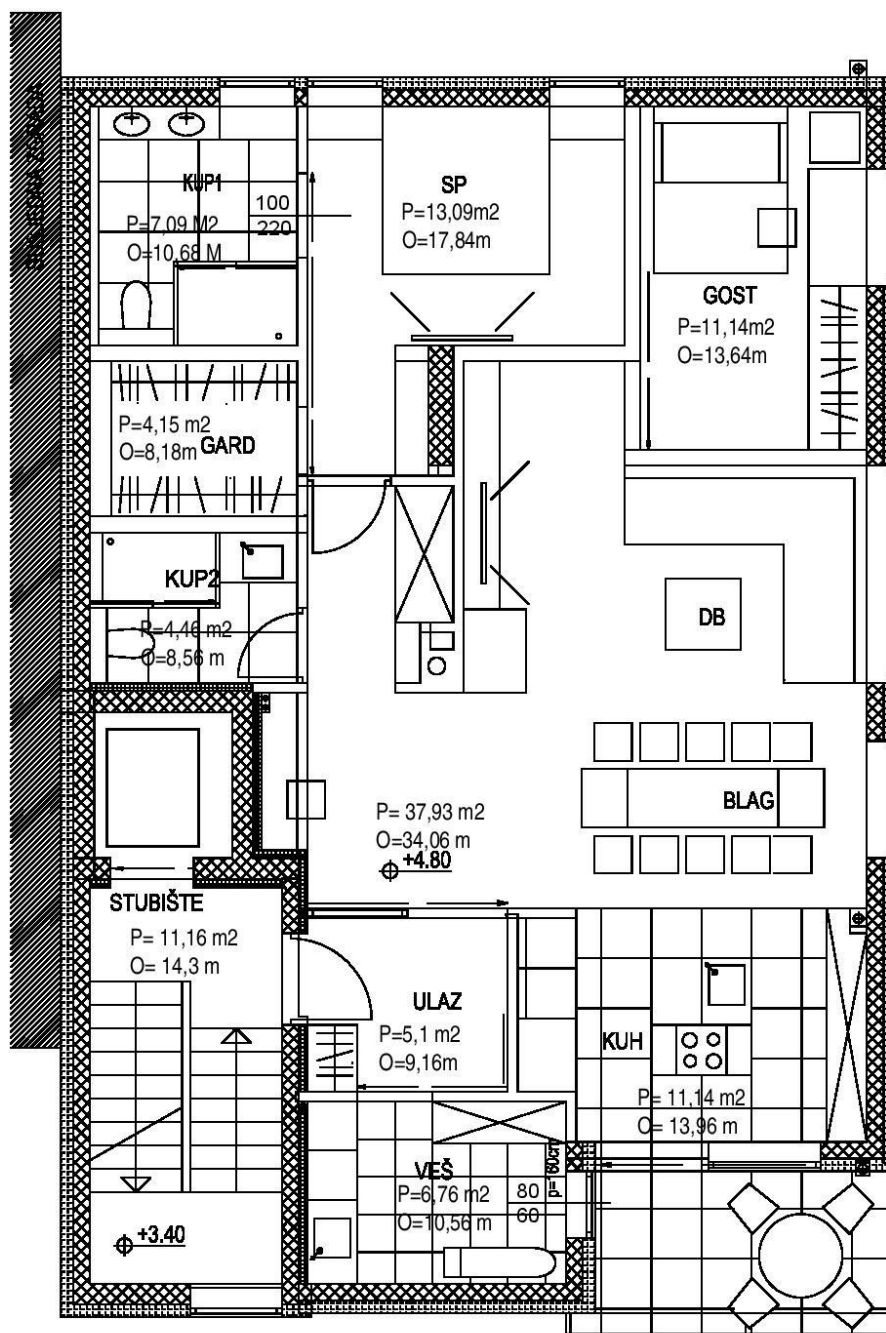 SUSJEDNA ZGRADA
KUP1
P=7,09 M2
O=10,68 M
100
220
SP
P=13,09m2
O=17,84m
GOST
P=11,14m2
O=13,64m
P=4,15 m2
O=8,18m
GARD
KUP2
P=4,46 m2
O=8,56 m
DB
BLAG
P= 37,93 m2
O=34,06 m
+4.80
STUBIŠTE
P= 11,16 m2
O= 14,3 m
ULAZ
P=5,1 m2
O=9,16m
KUH
P= 11,14 m2
O= 13,96 m
VEŠ
P=6,76 m2
O=10,56 m
80
60
p=160cm
+3.40